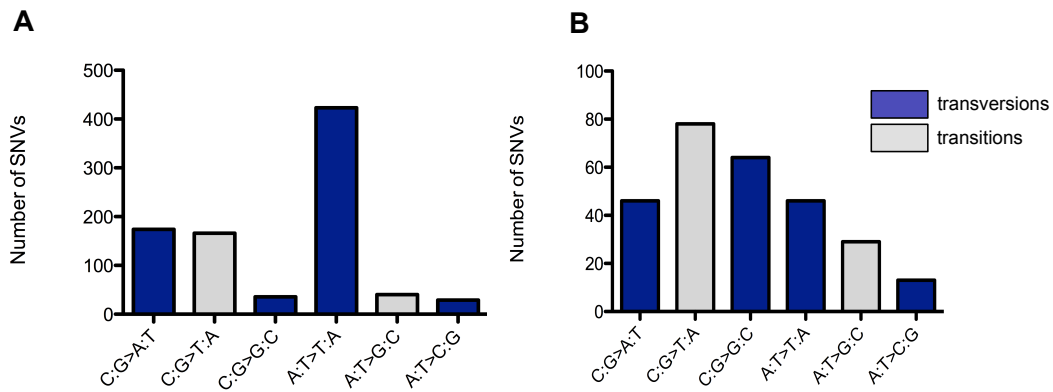 A
Number of SNVs
500
400
300
200
100
0
C:G>A:T
C:G>T:A
C:G>G:C
A:T>T:A
A:T>G:C
A:T>C:G
B
Number of SNVs
100
80
60
40
20
0
C:G>A:T
C:G>T:A
C:G>G:C
A:T>T:A
A:T>G:C
A:T>C:G
transversions
transitions